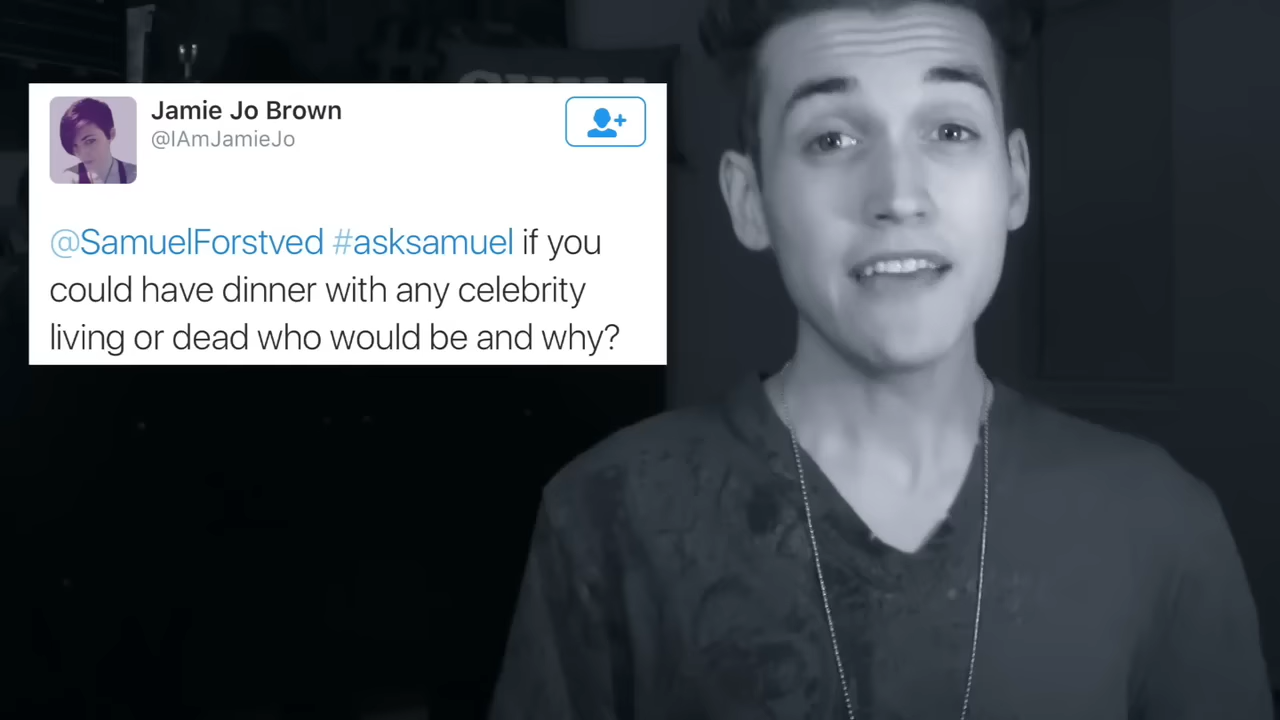 Jamie Jo Brown
@IAmJamieJo
@SamuelForstved #asksamuel if you
could have dinner with any celebrity
living or dead who would be and why?